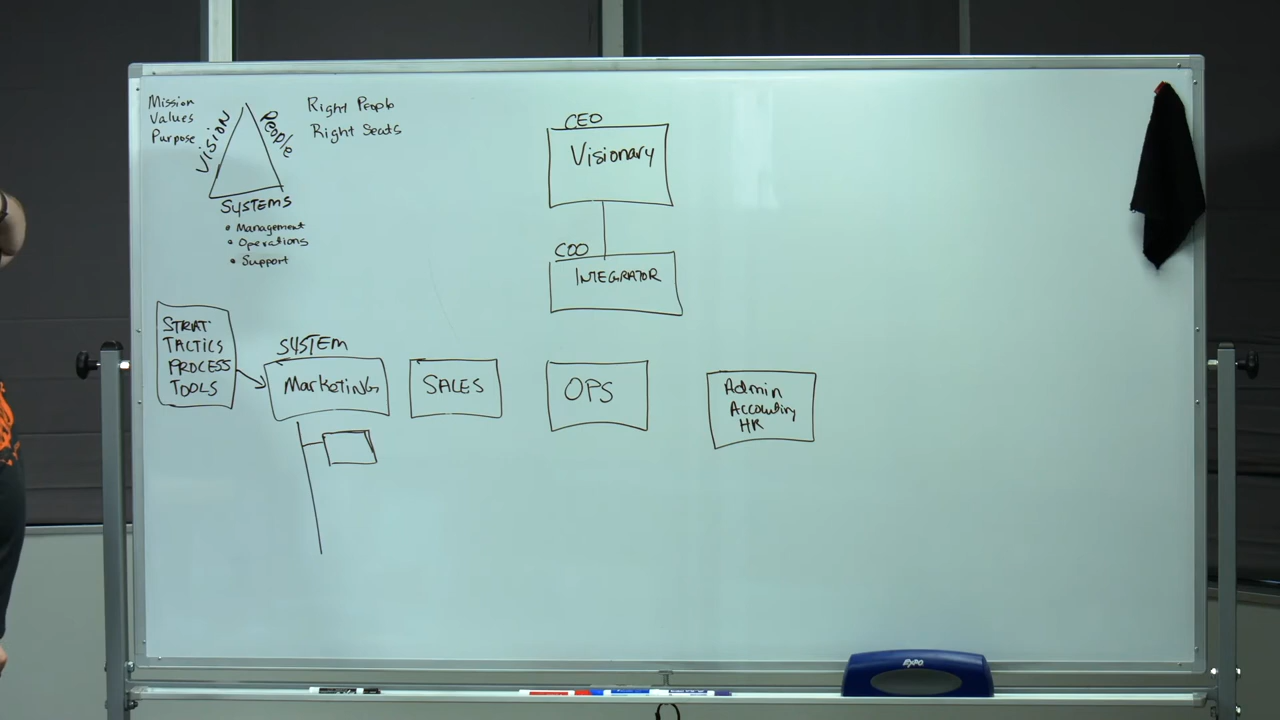 Mission
Values
Purpose
VISION
People
Right People
Right Seats
SYSTEMS
• Management
• Operations
• Support
CEO
Visionary
COO
INTEGRATOR
STRAT
TACTICS
PROCESS
TOOLS
SYSTEM
MarkeTING
SALES
OPS
Admin
Accounting
HR
EXPO